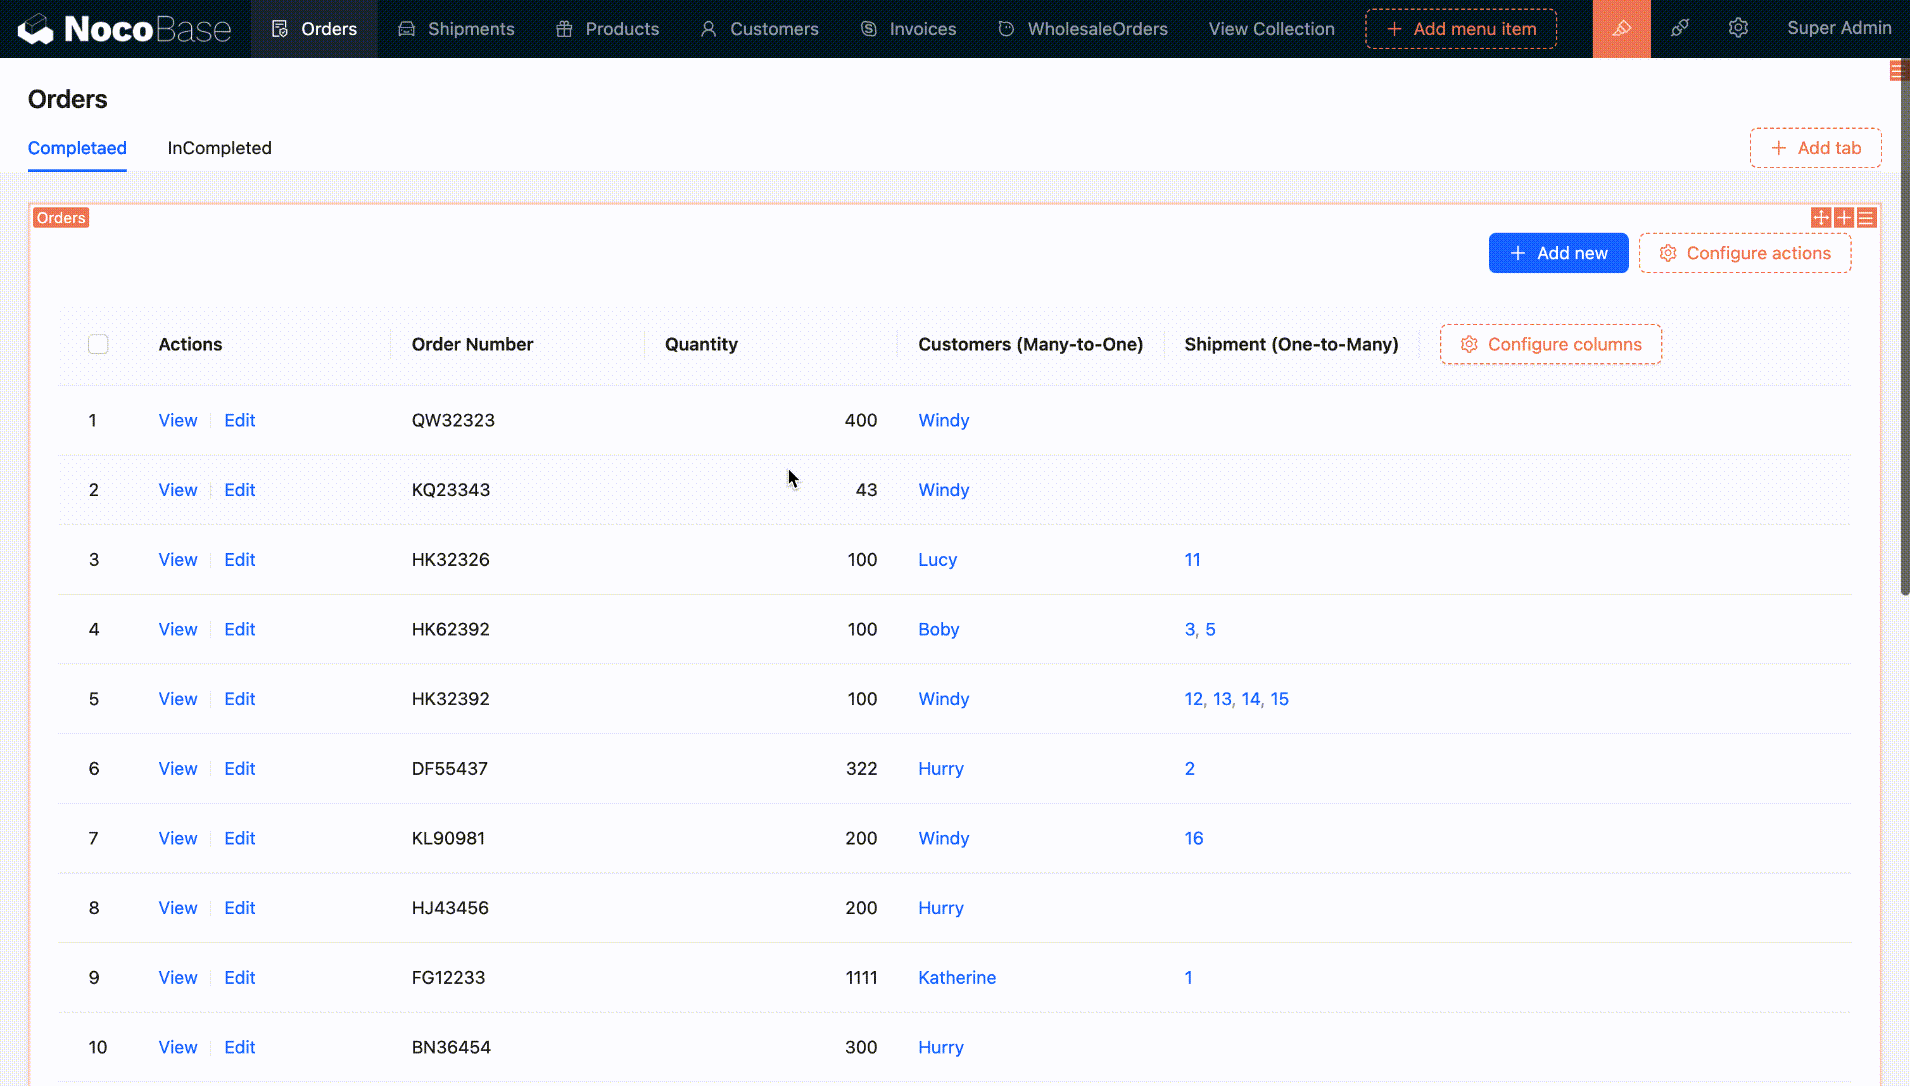 NocoBase Orders Shipments Products Customers Invoices WholesaleOrders View Collection Add menu item Super Admin
Orders
Completaed InCompleted Add tab
Orders
Add new Configure actions
Actions Order Number Quantity Customers (Many-to-One) Shipment (One-to-Many) Configure columns
1 View Edit QW32323 400 Windy
2 View Edit KQ23343 43 Windy
3 View Edit HK32326 100 Lucy 11
4 View Edit HK62392 100 Boby 3, 5
5 View Edit HK32392 100 Windy 12, 13, 14, 15
6 View Edit DF55437 322 Hurry 2
7 View Edit KL90981 200 Windy 16
8 View Edit HJ43456 200 Hurry
9 View Edit FG12233 1111 Katherine 1
10 View Edit BN36454 300 Hurry